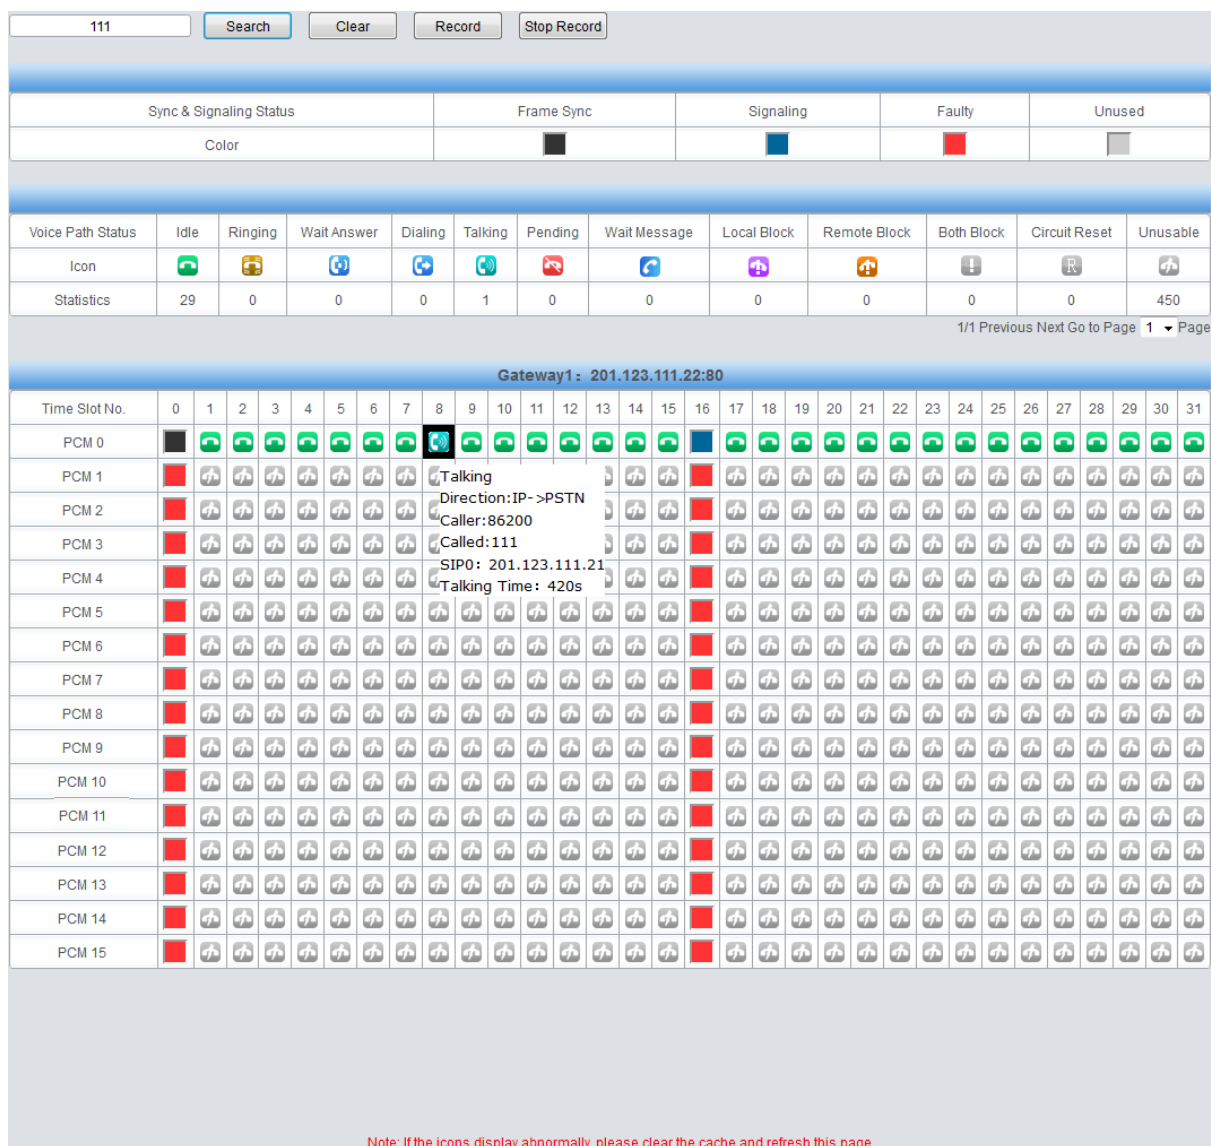 111 Search Clear Record Stop Record
Sync & Signaling Status Frame Sync Signaling Faulty Unused
Color
Voice Path Status Idle Ringing Wait Answer Dialing Talking Pending Wait Message Local Block Remote Block Both Block Circuit Reset Unusable
Icon R
Statistics 29 0 0 0 1 0 0 0 0 0 0 450
1/1 Previous Next Go to Page 1 Page
Gateway1: 201.123.111.22:80
Time Slot No. 0 1 2 3 4 5 6 7 8 9 10 11 12 13 14 15 16 17 18 19 20 21 22 23 24 25 26 27 28 29 30 31
PCM 0
PCM 1
Talking
Direction:IP->PSTN
Caller:86200
Called:111
SIP0: 201.123.111.21
Talking Time: 420s
PCM 2
PCM 3
PCM 4
PCM 5
PCM 6
PCM 7
PCM 8
PCM 9
PCM 10
PCM 11
PCM 12
PCM 13
PCM 14
PCM 15
Note: If the icons display abnormally, please clear the cache and refresh this page.